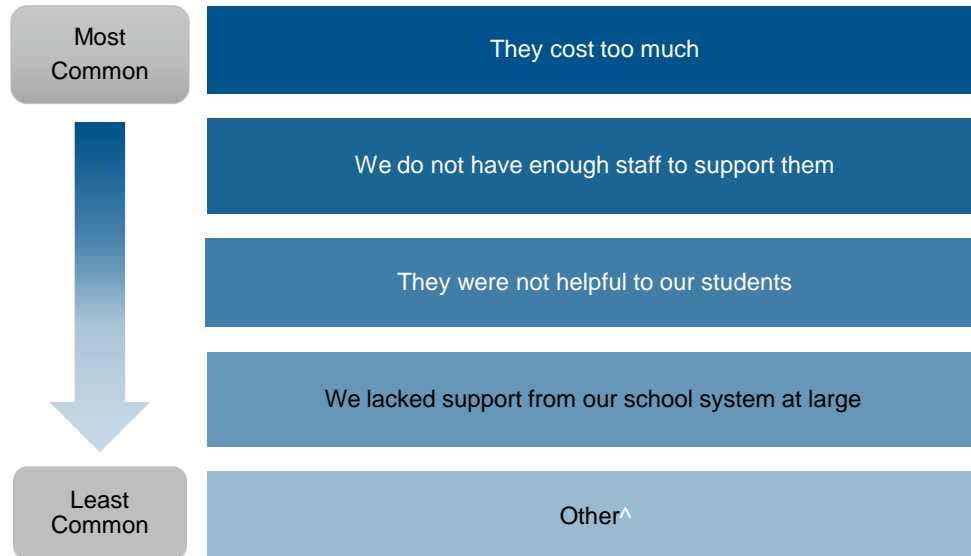 Most
Common
They cost too much
We do not have enough staff to support them
They were not helpful to our students
We lacked support from our school system at large
Least
Common
Other^